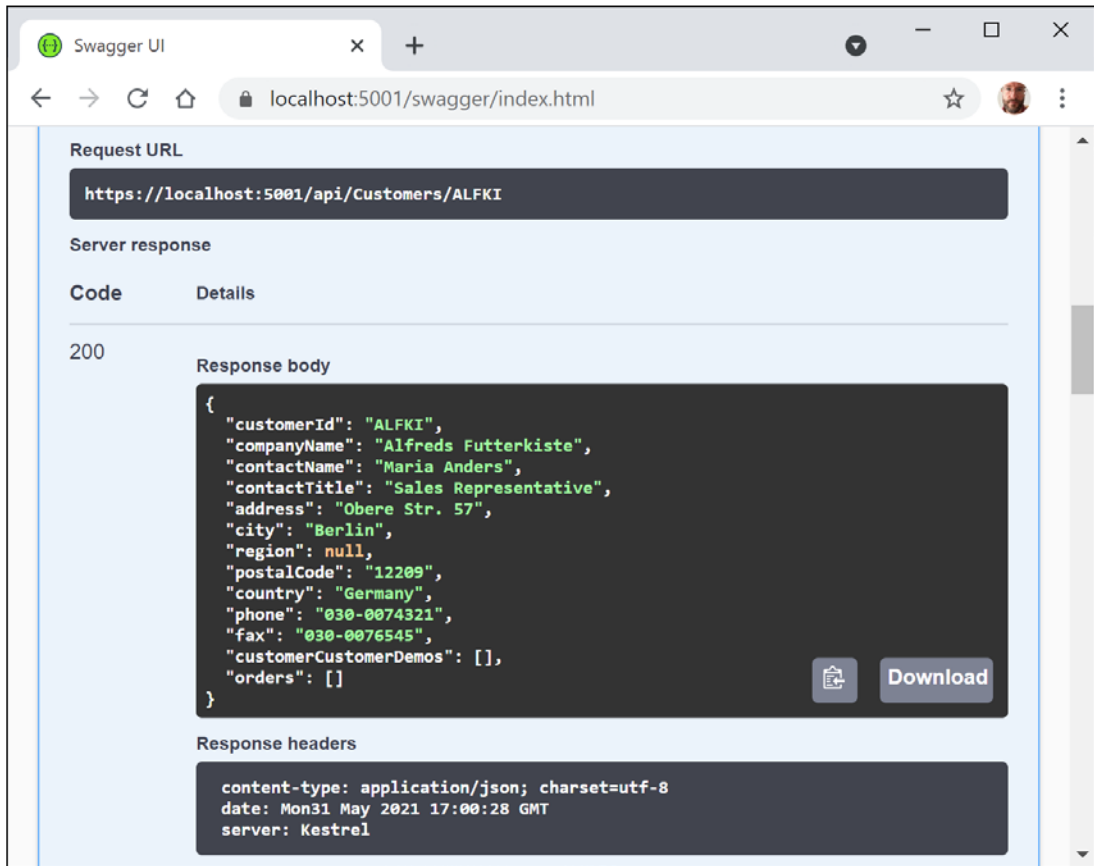 Swagger UI
localhost:5001/swagger/index.html
Request URL
https://localhost:5001/api/Customers/ALFKI
Server response
Code Details
200
Response body
{
"customerId": "ALFKI",
"companyName": "Alfreds Futterkiste",
"contactName": "Maria Anders",
"contactTitle": "Sales Representative",
"address": "Obere Str. 57",
"city": "Berlin",
"region": null,
"postalCode": "12209",
"country": "Germany",
"phone": "030-0074321",
"fax": "030-0076545",
"customerCustomerDemos": [],
"orders": []
}
Download
Response headers
content-type: application/json; charset=utf-8
date: Mon31 May 2021 17:00:28 GMT
server: Kestrel